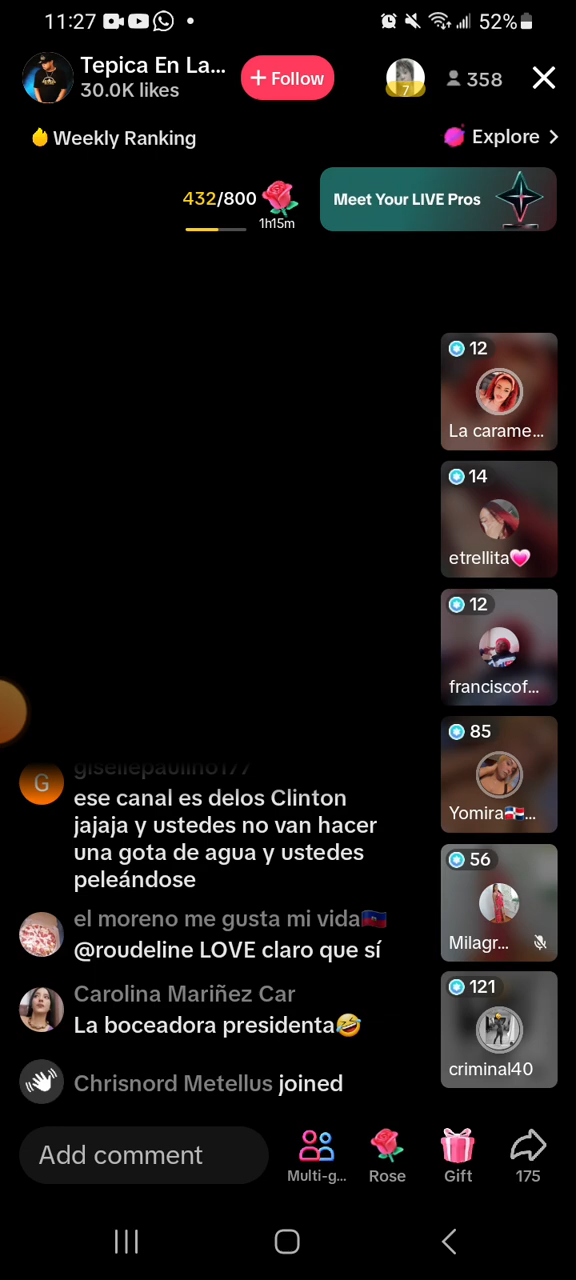 11:27
52%
Tepica En La...
30.0K likes
+ Follow
7
358
Weekly Ranking
Explore
432/800
1h15m
Meet Your LIVE Pros
12
La carame...
14
etrellita
12
franciscof...
85
Yomira🇩🇴...
56
Milagr...
121
criminal40
G
gisellepaulino177
ese canal es delos Clinton
jajaja y ustedes no van hacer
una gota de agua y ustedes
peleándose
el moreno me gusta mi vida🇭🇹
@roudeline LOVE claro que sí
Carolina Mariñez Car
La boceadora presidenta🤣
Chrisnord Metellus joined
Add comment
Multi-g...
Rose
Gift
175